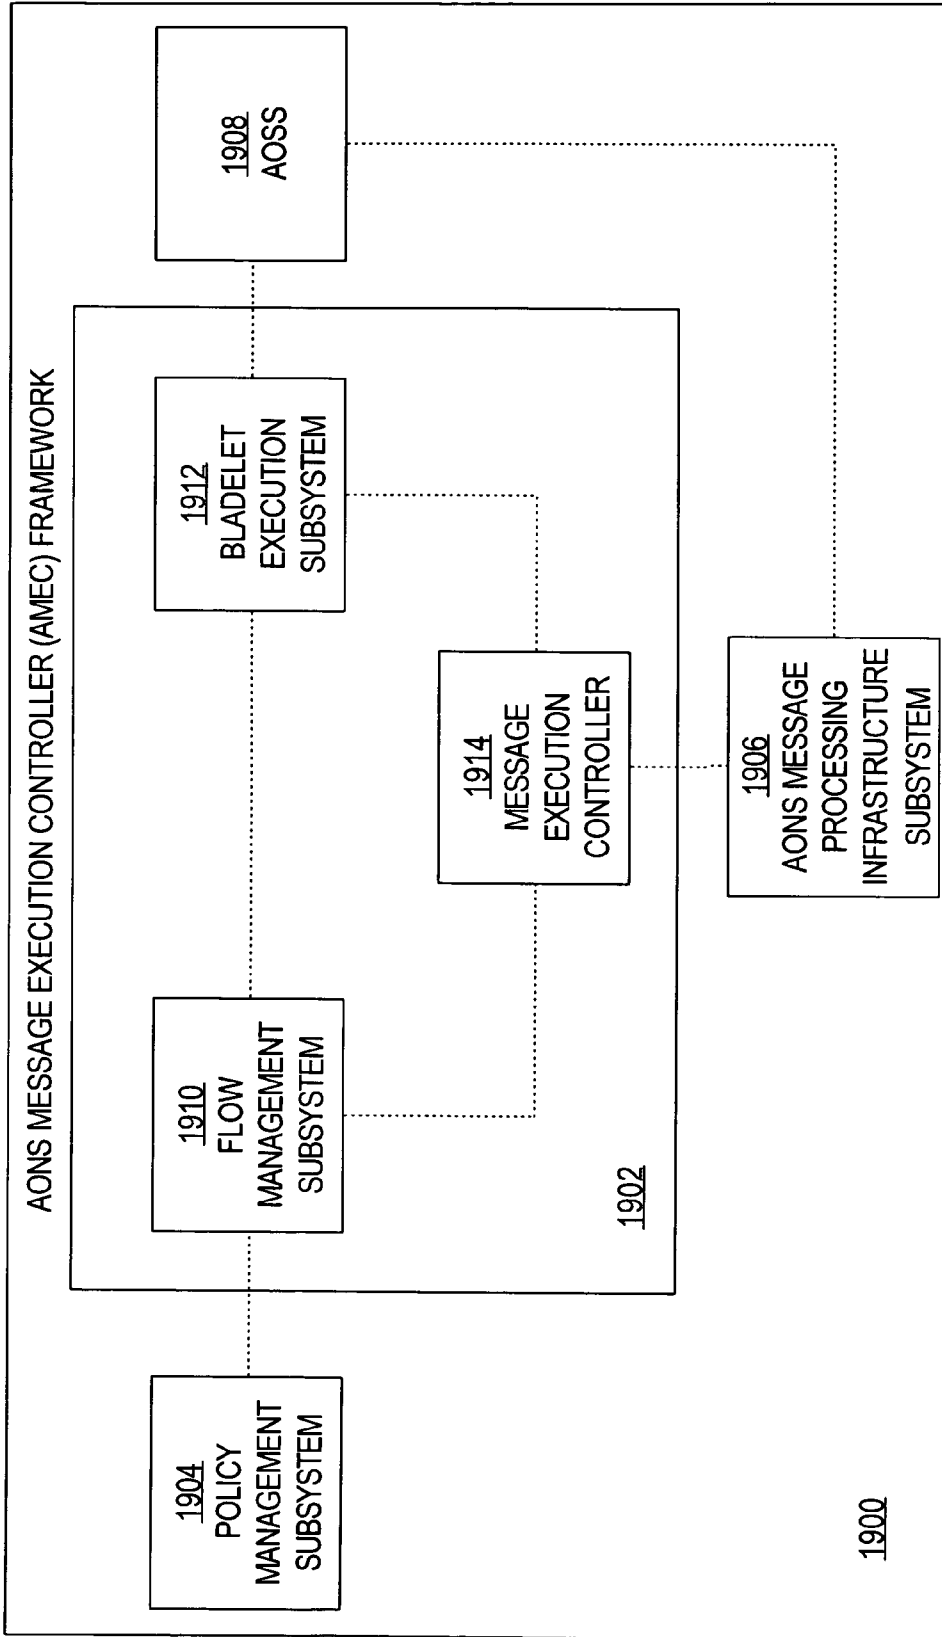 AONS MESSAGE EXECUTION CONTROLLER (AMEC) FRAMEWORK
1904
POLICY
MANAGEMENT
SUBSYSTEM
1910
FLOW
MANAGEMENT
SUBSYSTEM
1912
BLADELET
EXECUTION
SUBSYSTEM
1908
AOSS
1914
MESSAGE
EXECUTION
CONTROLLER
1902
1906
AONS MESSAGE
PROCESSING
INFRASTRUCTURE
SUBSYSTEM
1900